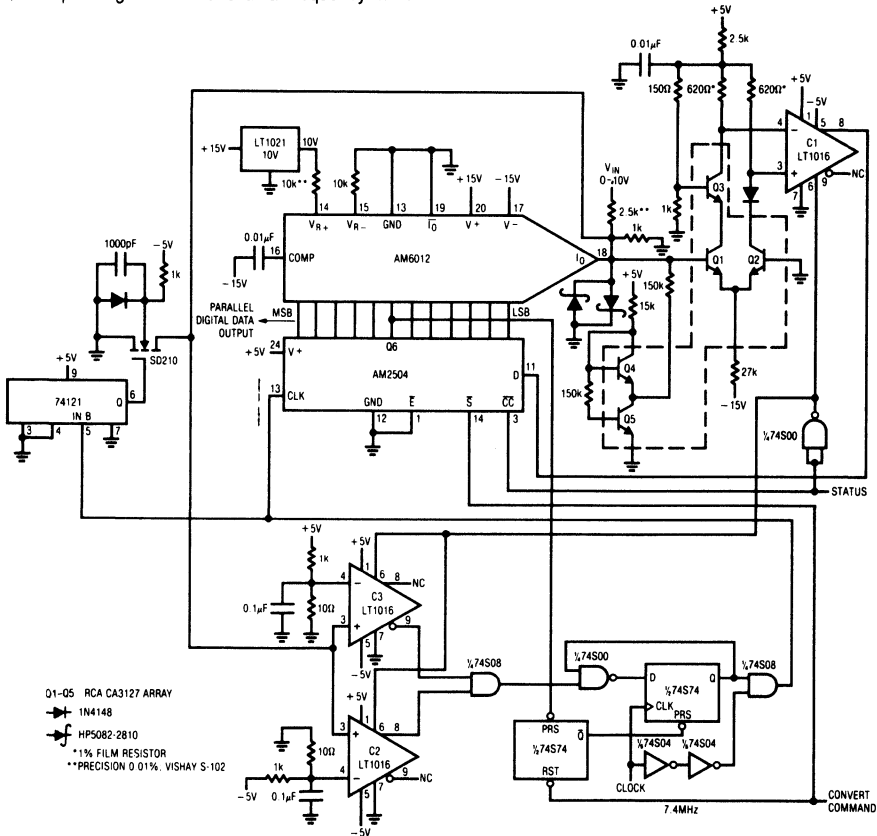 +5V
2.5k
0.01µF
150Ω
620Ω*
620Ω*
+5V
-5V
4
1
5
8
C1
LT1016
3
7
6
9
NC
+15V
LT1021
10V
10V
10k**
10k
+15V
-15V
14
15
13
19
20
17
VR+
VR-
GND
IO
V+
V-
0.01µF
-15V
16
COMP
AM6012
IO
18
VIN
0-10V
2.5k**
1k
1k
Q3
Q1
Q2
150k
+5V
15k
150k
Q4
Q5
27k
-15V
1000pF
-5V
1k
SD210
PARALLEL
DIGITAL DATA
OUTPUT
MSB
LSB
+5V
24
V+
Q6
AM2504
D
11
13
CLK
GND
E
S
CC
12
1
14
3
+5V
9
74121
Q
6
IN B
3
4
5
7
¼74S00
STATUS
+5V
1k
0.1µF
10Ω
+5V
4
1
6
8
NC
C3
LT1016
3
9
5
7
-5V
+5V
3
1
6
8
C2
LT1016
4
9
NC
5
7
-5V
10Ω
1k
-5V
0.1µF
¼74S08
¼74S00
D
Q
½74S74
CLK
PRS
¼74S08
PRS
½74S74
Q
RST
⅙74S04
⅙74S04
CLOCK
7.4MHz
CONVERT
COMMAND
Q1-Q5 RCA CA3127 ARRAY
1N4148
HP5082-2810
*1% FILM RESISTOR
**PRECISION 0.01%. VISHAY S-102